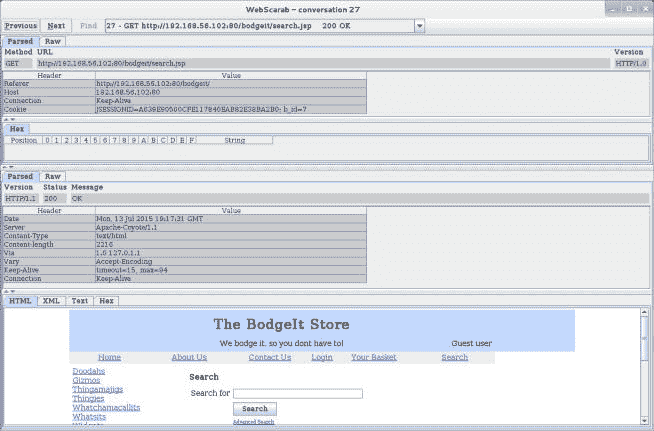 WebScarab - conversation 27
Previous Next Find 27 - GET http://192.168.56.102:80/bodgeit/search.jsp 200 OK
Parsed Raw
Method URL Version
GET http://192.168.56.102:80/bodgeit/search.jsp HTTP/1.0
Header Value
Referer http://192.168.56.102:80/bodgeit/
Host 192.168.56.102:80
Connection Keep-Alive
Cookie b_id=7
Hex
Position 0 1 2 3 4 5 6 7 8 9 A B C D E F String
Parsed Raw
Version Status Message
HTTP/1.1 200 OK
Header Value
Date Mon, 13 Jul 2015 19:17:31 GMT
Server Apache-Coyote/1.1
Content-Type text/html
Content-length 2216
Via 1.0 127.0.1.1
Vary Accept-Encoding
Keep-Alive timeout=15, max=94
Connection Keep-Alive
HTML XML Text Hex
The BodgeIt Store
We bodge it, so you dont have to! Guest user
Home About Us Contact Us Login Your Basket Search
Doodahs
Gizmos
Thingamajigs
Thingies
Whatchamacallits
Whatsits
Widgets
Search
Search for
Search
Advanced Search